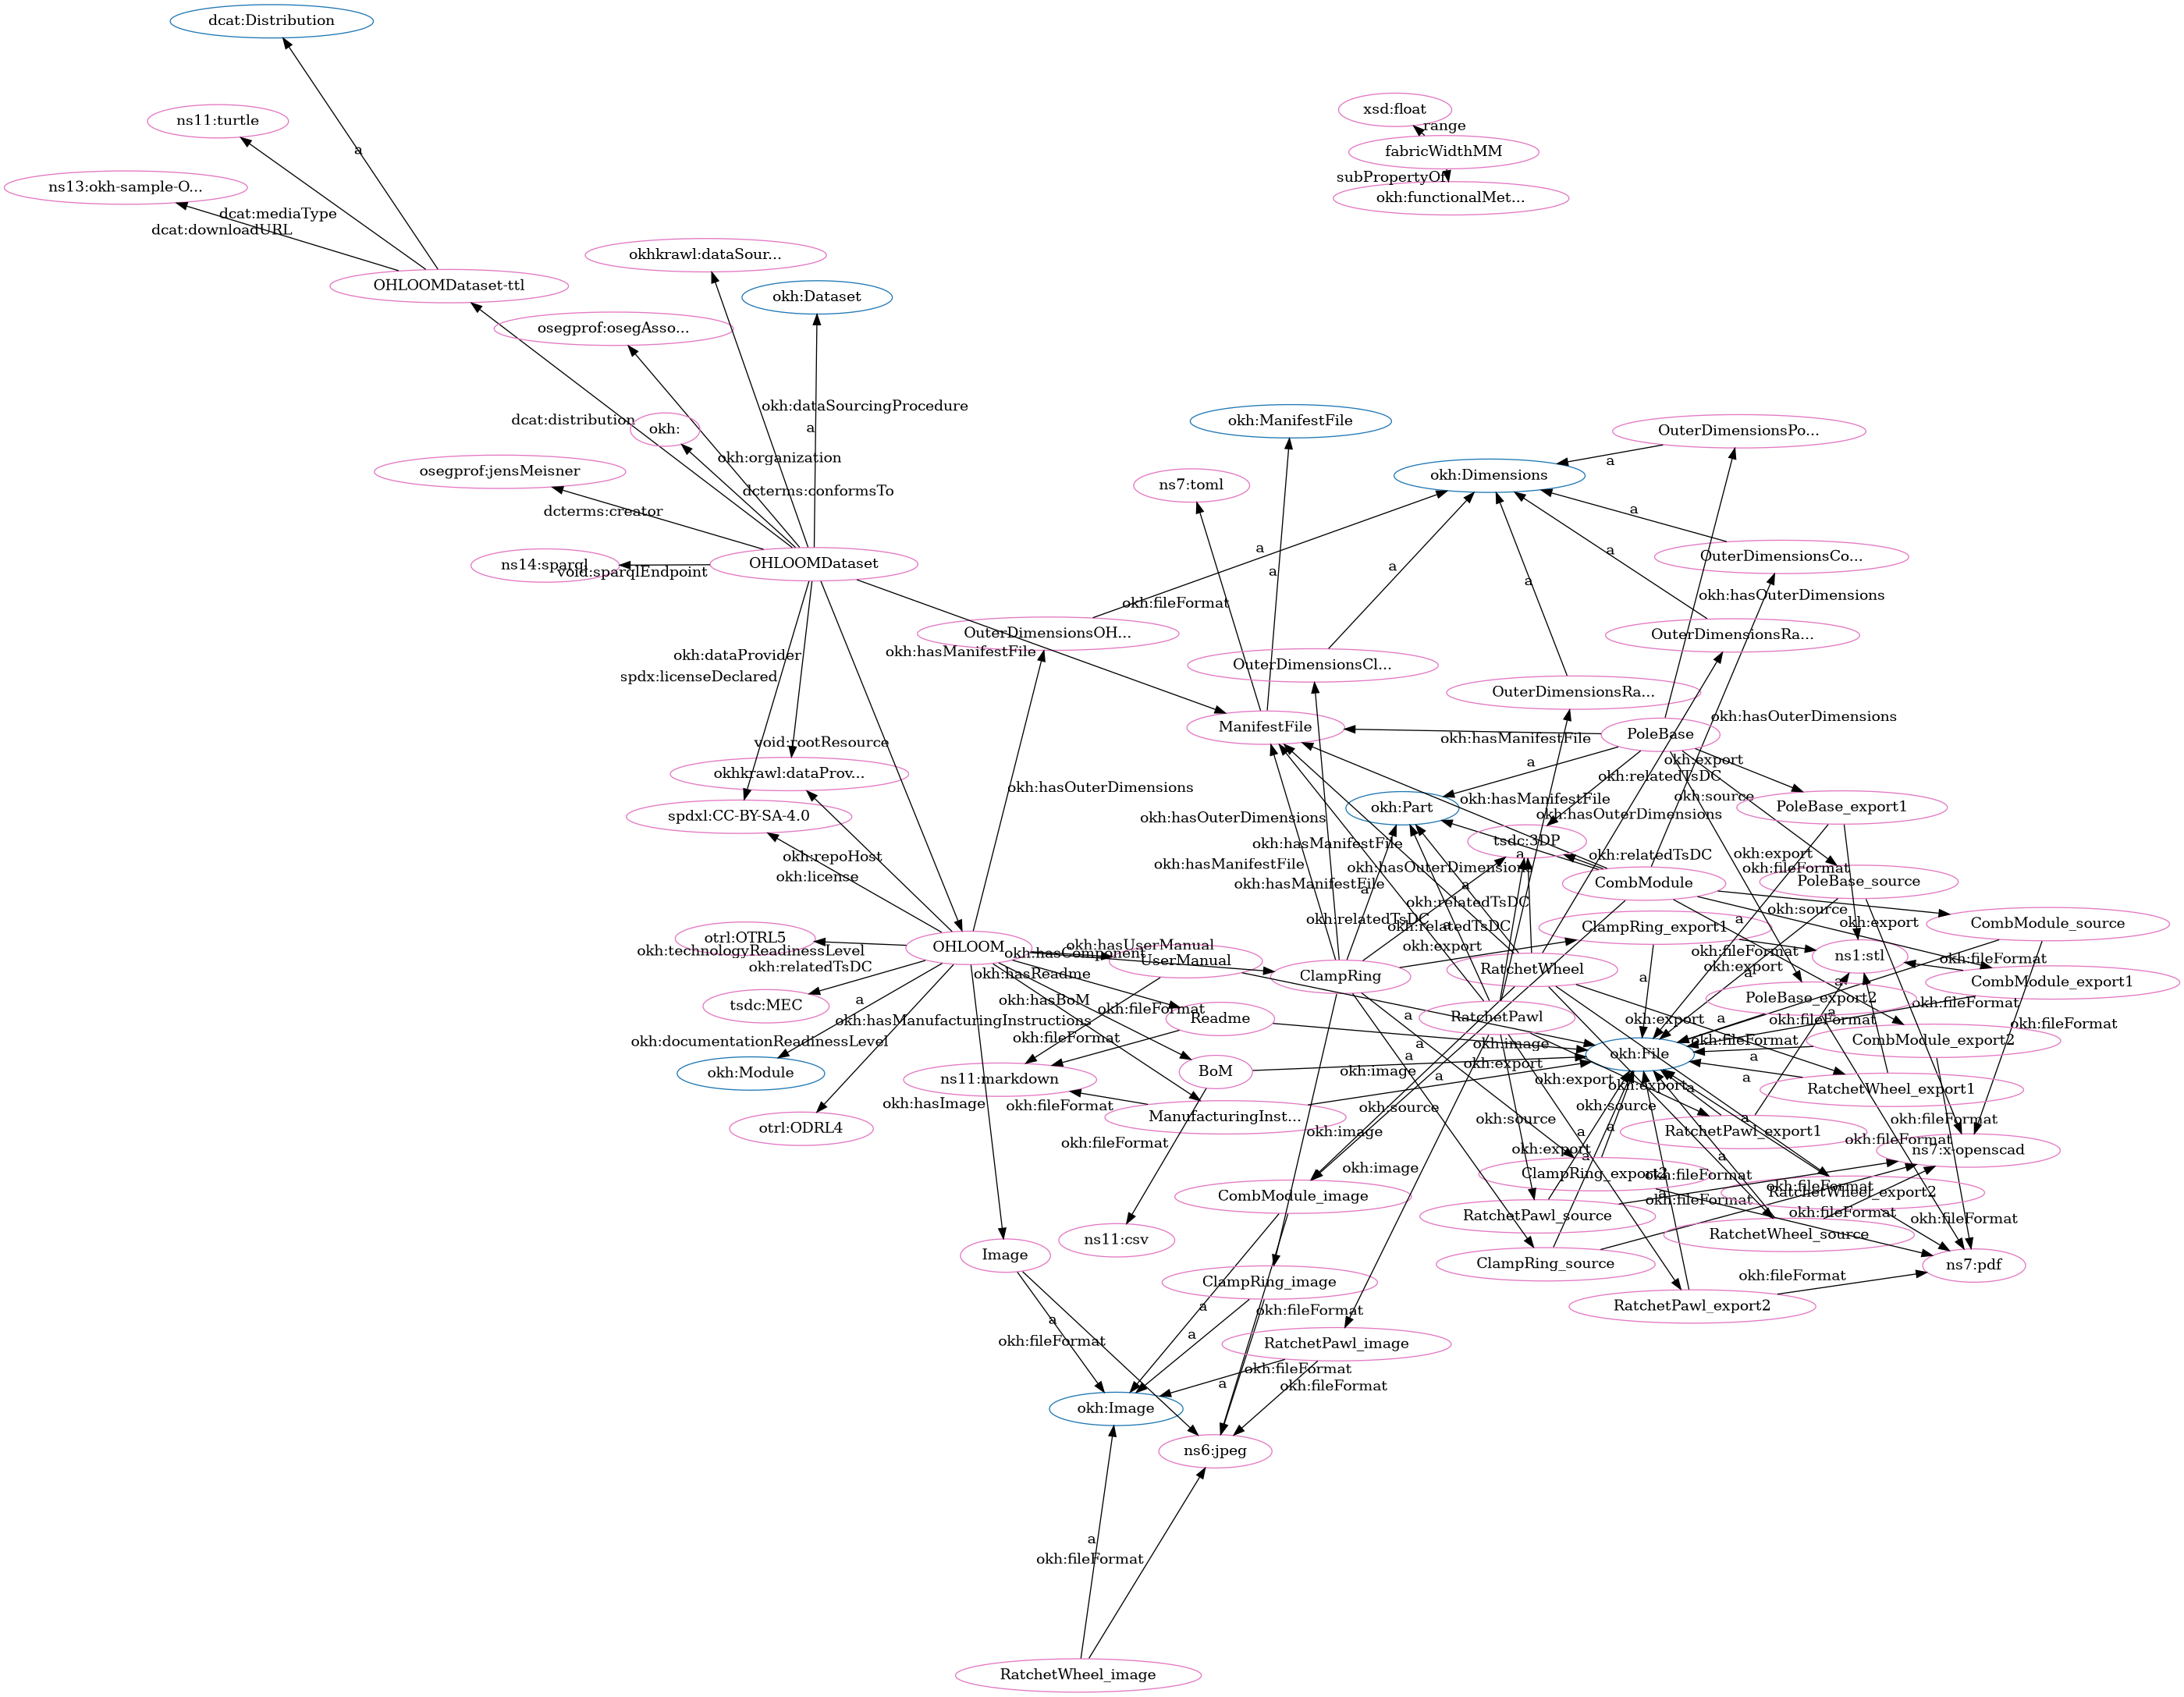 dcat:Distribution
xsd:float
ns11:turtle
range
a
fabricWidthMM
subPropertyOf
ns13:okh-sample-O...
okh:functionalMet...
dcat:mediaType
dcat:downloadURL
okhkrawl:dataSour...
OHLOOMDataset-ttl
okh:Dataset
osegprof:osegAsso...
okh:dataSourcingProcedure
dcat:distribution
okh:
a
okh:ManifestFile
OuterDimensionsPo...
okh:organization
a
osegprof:jensMeisner
okh:Dimensions
ns7:toml
dcterms:conformsTo
dcterms:creator
a
a
a
OHLOOMDataset
OuterDimensionsCo...
ns14:sparql
void:sparqlEndpoint
a
a
a
okh:hasOuterDimensions
okh:fileFormat
OuterDimensionsOH...
OuterDimensionsRa...
okh:hasManifestFile
okh:dataProvider
OuterDimensionsCl...
spdx:licenseDeclared
OuterDimensionsRa...
okh:hasOuterDimensions
ManifestFile
PoleBase
void:rootResource
okh:hasManifestFile
okh:export
a
okhkrawl:dataProv...
okh:relatedTsDC
okh:hasOuterDimensions
okh:source
okh:hasManifestFile
okh:Part
PoleBase_export1
spdxl:CC-BY-SA-4.0
okh:hasOuterDimensions
okh:hasOuterDimensions
okh:hasManifestFile
tsdc:3DP
okh:repoHost
a
okh:relatedTsDC
okh:export
okh:hasManifestFile
okh:hasOuterDimensions
okh:fileFormat
okh:license
okh:hasManifestFile
a
a
CombModule
PoleBase_source
okh:relatedTsDC
okh:source
okh:relatedTsDC
okh:relatedTsDC
a
ClampRing_export1
a
okh:export
CombModule_source
otrl:OTRL5
OHLOOM
okh:hasUserManual
okh:export
okh:technologyReadinessLevel
okh:hasComponent
UserManual
okh:fileFormat
ns1:stl
okh:fileFormat
okh:relatedTsDC
okh:hasReadme
ClampRing
RatchetWheel
okh:export
a
a
a
CombModule_export1
tsdc:MEC
a
okh:hasBoM
okh:fileFormat
PoleBase_export2
okh:fileFormat
okh:hasManufacturingInstructions
Readme
a
RatchetPawl
okh:export
a
a
okh:fileFormat
okh:fileFormat
okh:documentationReadinessLevel
okh:fileFormat
a
okh:image
okh:fileFormat
CombModule_export2
okh:Module
a
okh:File
a
okh:export
BoM
okh:image
ns11:markdown
a
okh:export
okh:export
a
RatchetWheel_export1
okh:hasImage
okh:fileFormat
okh:source
okh:source
ManufacturingInst...
okh:source
a
okh:fileFormat
otrl:ODRL4
okh:image
a
a
RatchetPawl_export1
okh:fileFormat
okh:fileFormat
okh:export
a
a
ns7:x-openscad
okh:image
ClampRing_export2
okh:fileFormat
okh:fileFormat
CombModule_image
a
RatchetWheel_export2
okh:fileFormat
RatchetPawl_source
okh:fileFormat
okh:fileFormat
ns11:csv
RatchetWheel_source
Image
ClampRing_source
ns7:pdf
okh:fileFormat
ClampRing_image
RatchetPawl_export2
a
okh:fileFormat
a
a
okh:fileFormat
RatchetPawl_image
okh:fileFormat
a
okh:fileFormat
okh:Image
ns6:jpeg
a
okh:fileFormat
RatchetWheel_image